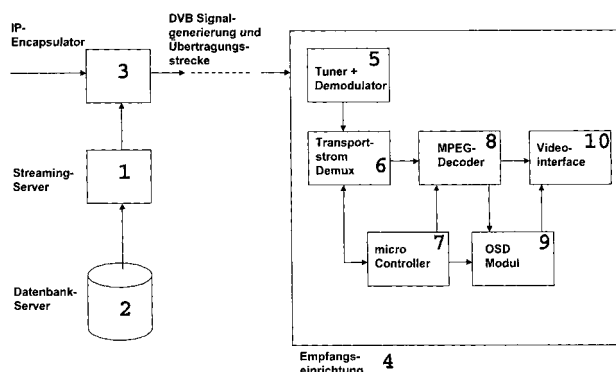 IP-
Encapsulator
3
DVB Signal-
generierung und
Übertragungs-
strecke
5
Tuner +
Demodulator
Transport-
strom
Demux
6
MPEG-
Decoder
8
Video-
interface
10
Streaming-
Server
1
micro
Controller
7
OSD
Modul
9
Datenbank-
Server
2
Empfangs-
einrichtung
4